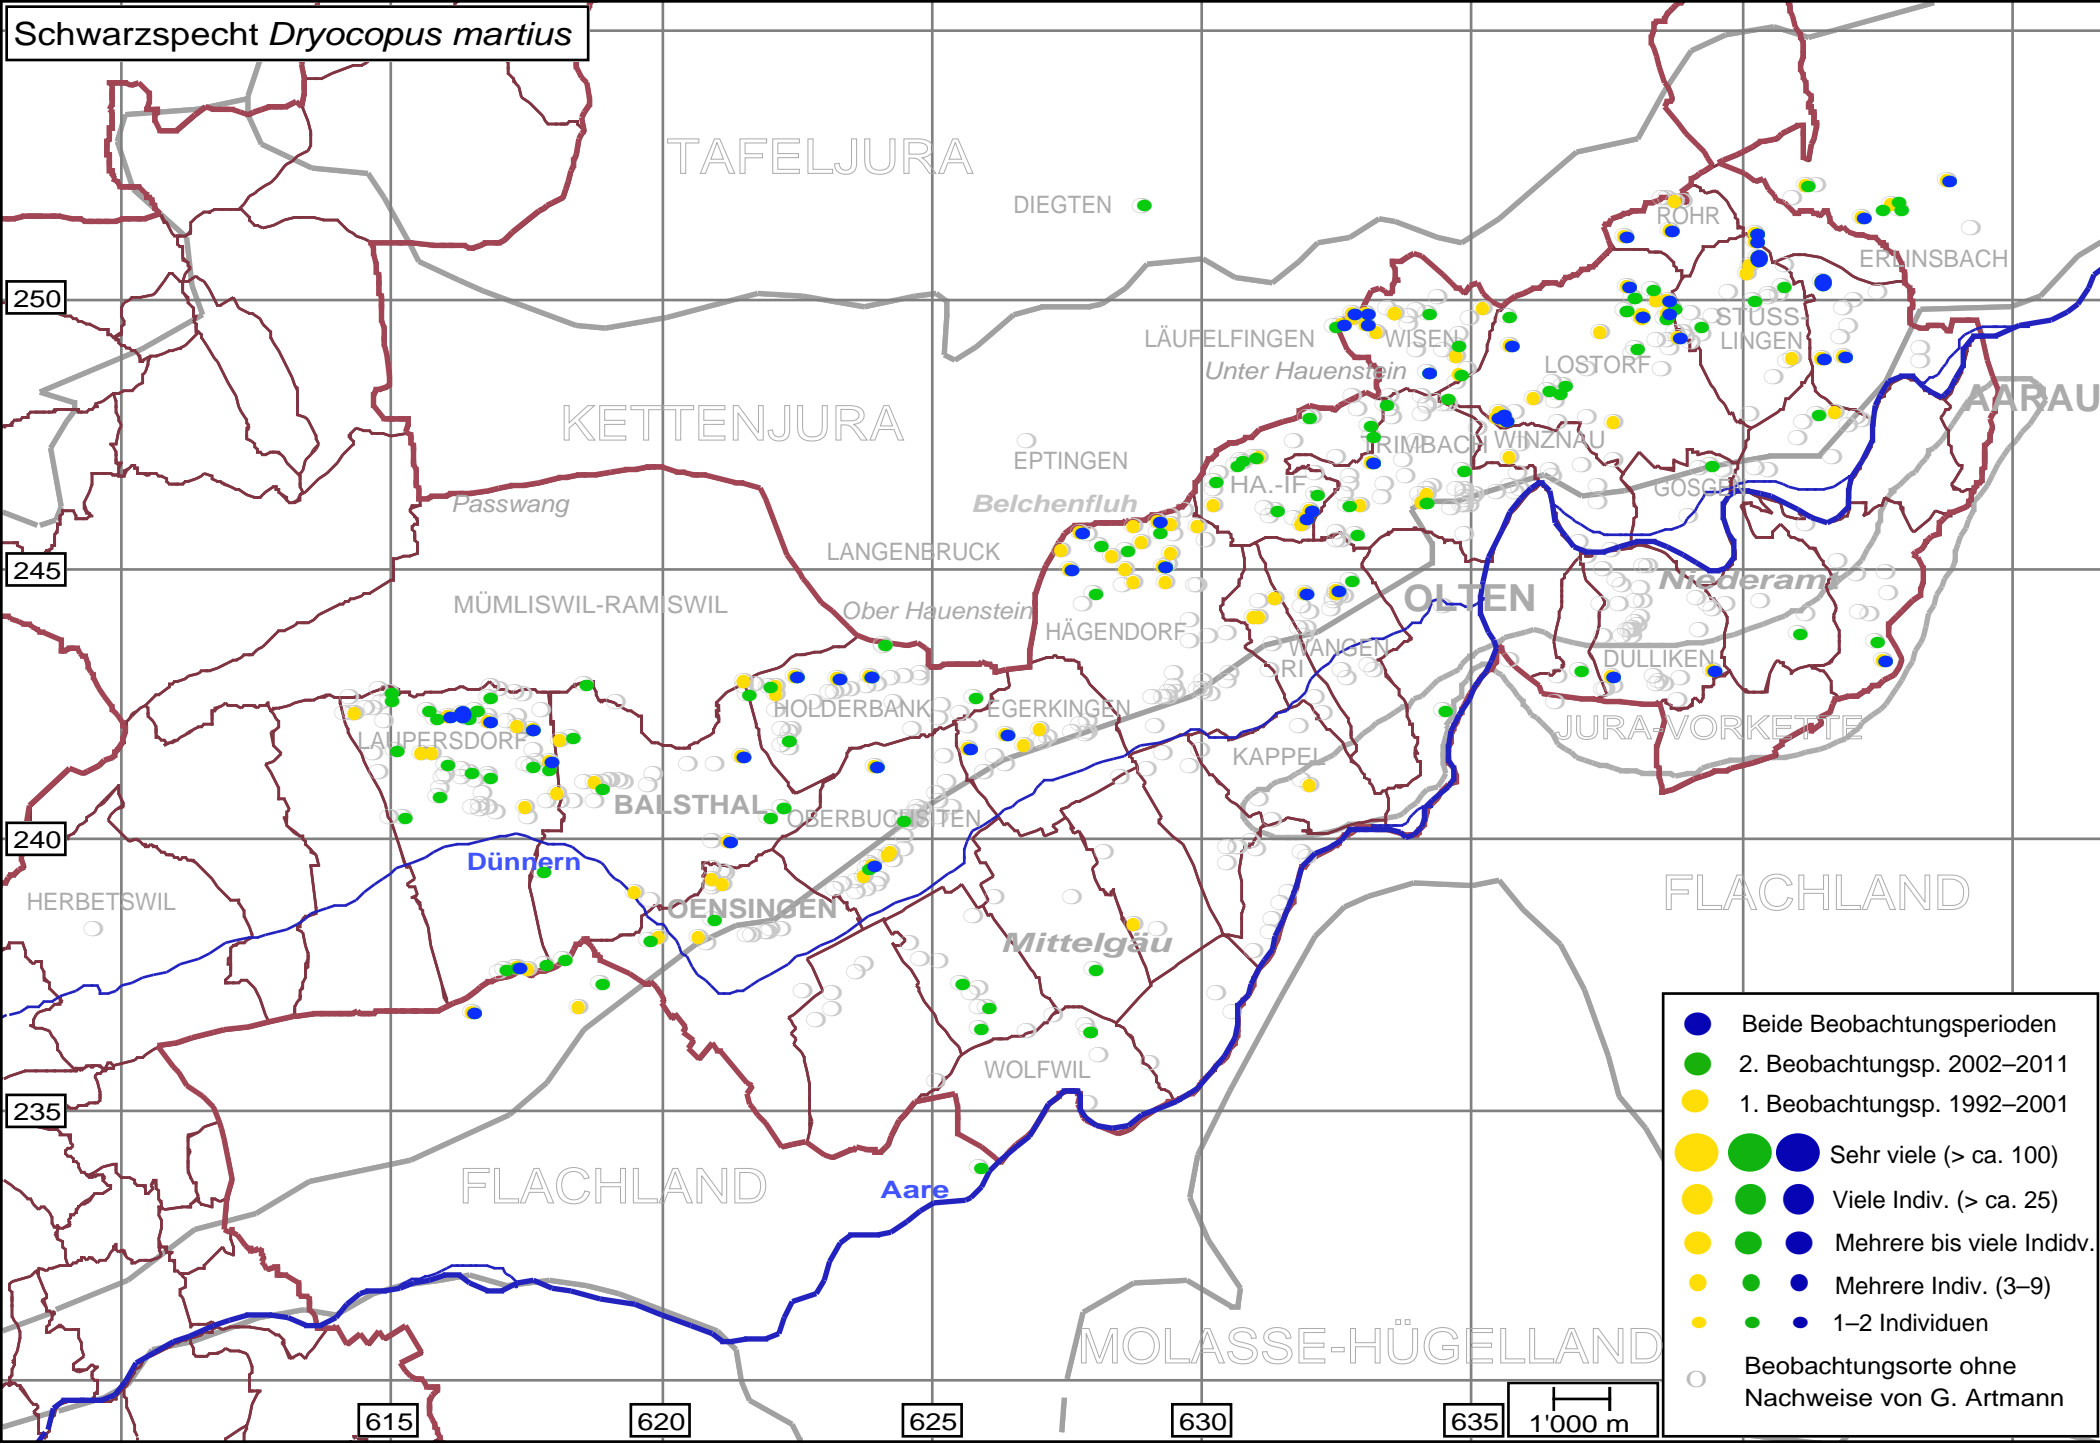 Schwarzspecht Dryocopus martius
TAFELJURA
DIEGTEN
ROHR
ERLINSBACH
250
LÄUFELFINGEN
WISEN
STÜSS-
LINGEN
Unter Hauenstein
LOSTORF
AARAU
KETTENJURA
EPTINGEN
TRIMBACH
WINZNAU
Passwang
Belchenfluh
HA.-IF
GÖSGEN
LANGENBRUCK
245
MÜMLISWIL-RAMISWIL
Ober Hauenstein
OLTEN
Niederamt
HÄGENDORF
WANGEN
RI
DULLIKEN
HOLDERBANK
EGERKINGEN
LAUPERSDORF
JURA-VORKETTE
KAPPEL
BALSTHAL
OBERBUCHSITEN
240
Dünnern
HERBETSWIL
OENSINGEN
FLACHLAND
Mittelgäu
WOLFWIL
235
FLACHLAND
Aare
MOLASSE-HÜGELLAND
615
620
625
630
635
1'000 m
Beide Beobachtungsperioden
2. Beobachtungsp. 2002–2011
1. Beobachtungsp. 1992–2001
Sehr viele (> ca. 100)
Viele Indiv. (> ca. 25)
Mehrere bis viele Indidv.
Mehrere Indiv. (3–9)
1–2 Individuen
Beobachtungsorte ohne
Nachweise von G. Artmann